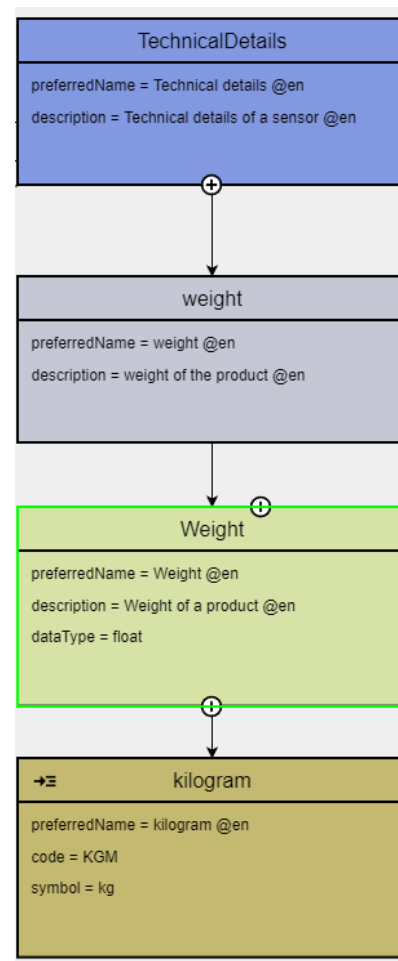 TechnicalDetails
preferredName = Technical details @en
description = Technical details of a sensor @en
weight
preferredName = weight @en
description = weight of the product @en
Weight
preferredName = Weight @en
description = Weight of a product @en
dataType = float
kilogram
preferredName = kilogram @en
code = KGM
symbol = kg